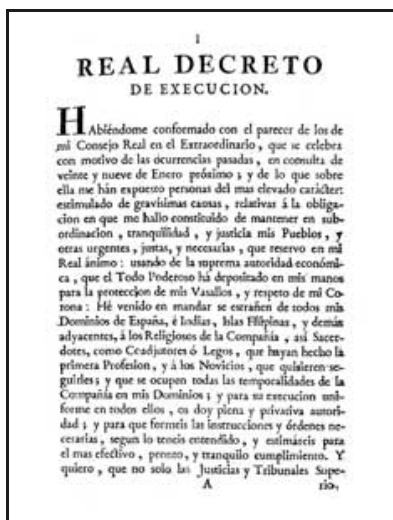 1
REAL DECRETO
DE EXECUCION.
HAbiéndome conformado con el parecer de los de
mi Consejo Real en el Extraordinario, que se celebra
con motivo de las ocurrencias pasadas, en consulta de
veinte y nueve de Enero próximo; y de lo que sobre
ella me hán expuesto personas del mas elevado carácter:
estimulado de gravísimas causas, relativas á la obliga-
cion en que me hallo constituido de mantener en sub-
ordinacion, tranquilidad, y justicia mis Pueblos, y
otras urgentes, justas, y necesarias, que reservo en mi
Real ánimo: usando de la suprema autoridad económi-
ca, que el Todo Poderoso há depositado en mis manos
para la proteccion de mis Vasallos, y respeto de mi Co-
rona: Hé venido en mandar se estrañen de todos mis
Dominios de España, é Indias, Islas Filipinas, y demás
adyacentes, á los Religiosos de la Compañía, asi Sacer-
dotes, como Coadjutores ó Legos, que hayan hecho la
primera Profesion, y á los Novicios, que quisieren se-
guirles; y que se ocupen todas las temporalidades de la
Compañía en mis Dominios; y para su execucion uni-
forme en todos ellos, os doy plena y privativa autori-
dad; y para que formeis las instrucciones y órdenes ne-
cesarias, segun lo teneis entendido, y estimáreis para
el mas efectivo, pronto, y tranquilo cumplimiento. Y
quiero, que no solo las Justicias y Tribunales Supe-
A rio-